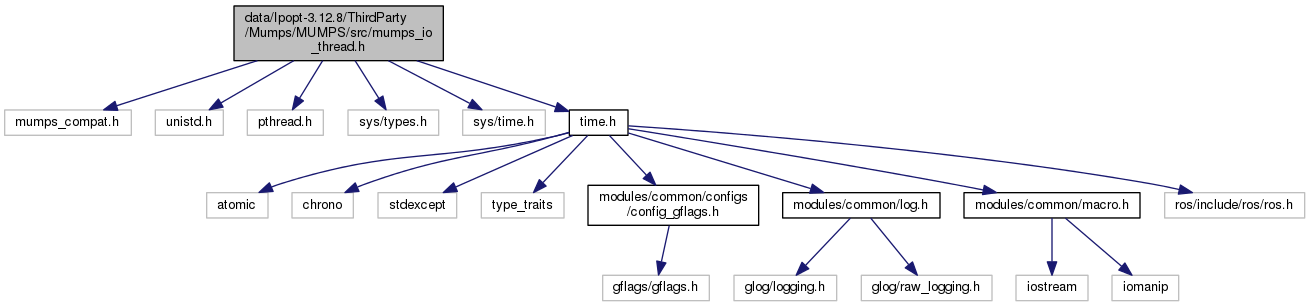 data/Ipopt-3.12.8/ThirdParty
/Mumps/MUMPS/src/mumps_io
_thread.h
mumps_compat.h
unistd.h
pthread.h
sys/types.h
sys/time.h
time.h
atomic
chrono
stdexcept
type_traits
modules/common/configs
/config_gflags.h
modules/common/log.h
modules/common/macro.h
ros/include/ros/ros.h
gflags/gflags.h
glog/logging.h
glog/raw_logging.h
iostream
iomanip